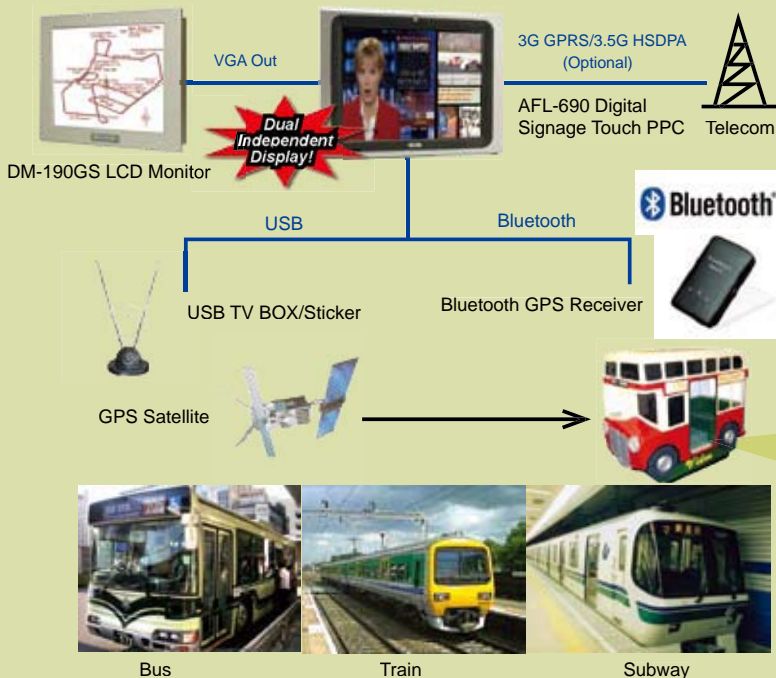 VGA Out
3G GPRS/3.5G HSDPA
(Optional)
Dual
Independent
Display!
AFL-690 Digital
Signage Touch PPC
Telecom
DM-190GS LCD Monitor
USB
Bluetooth
Bluetooth
USB TV BOX/Sticker
Bluetooth GPS Receiver
GPS Satellite
Bus
Train
Subway